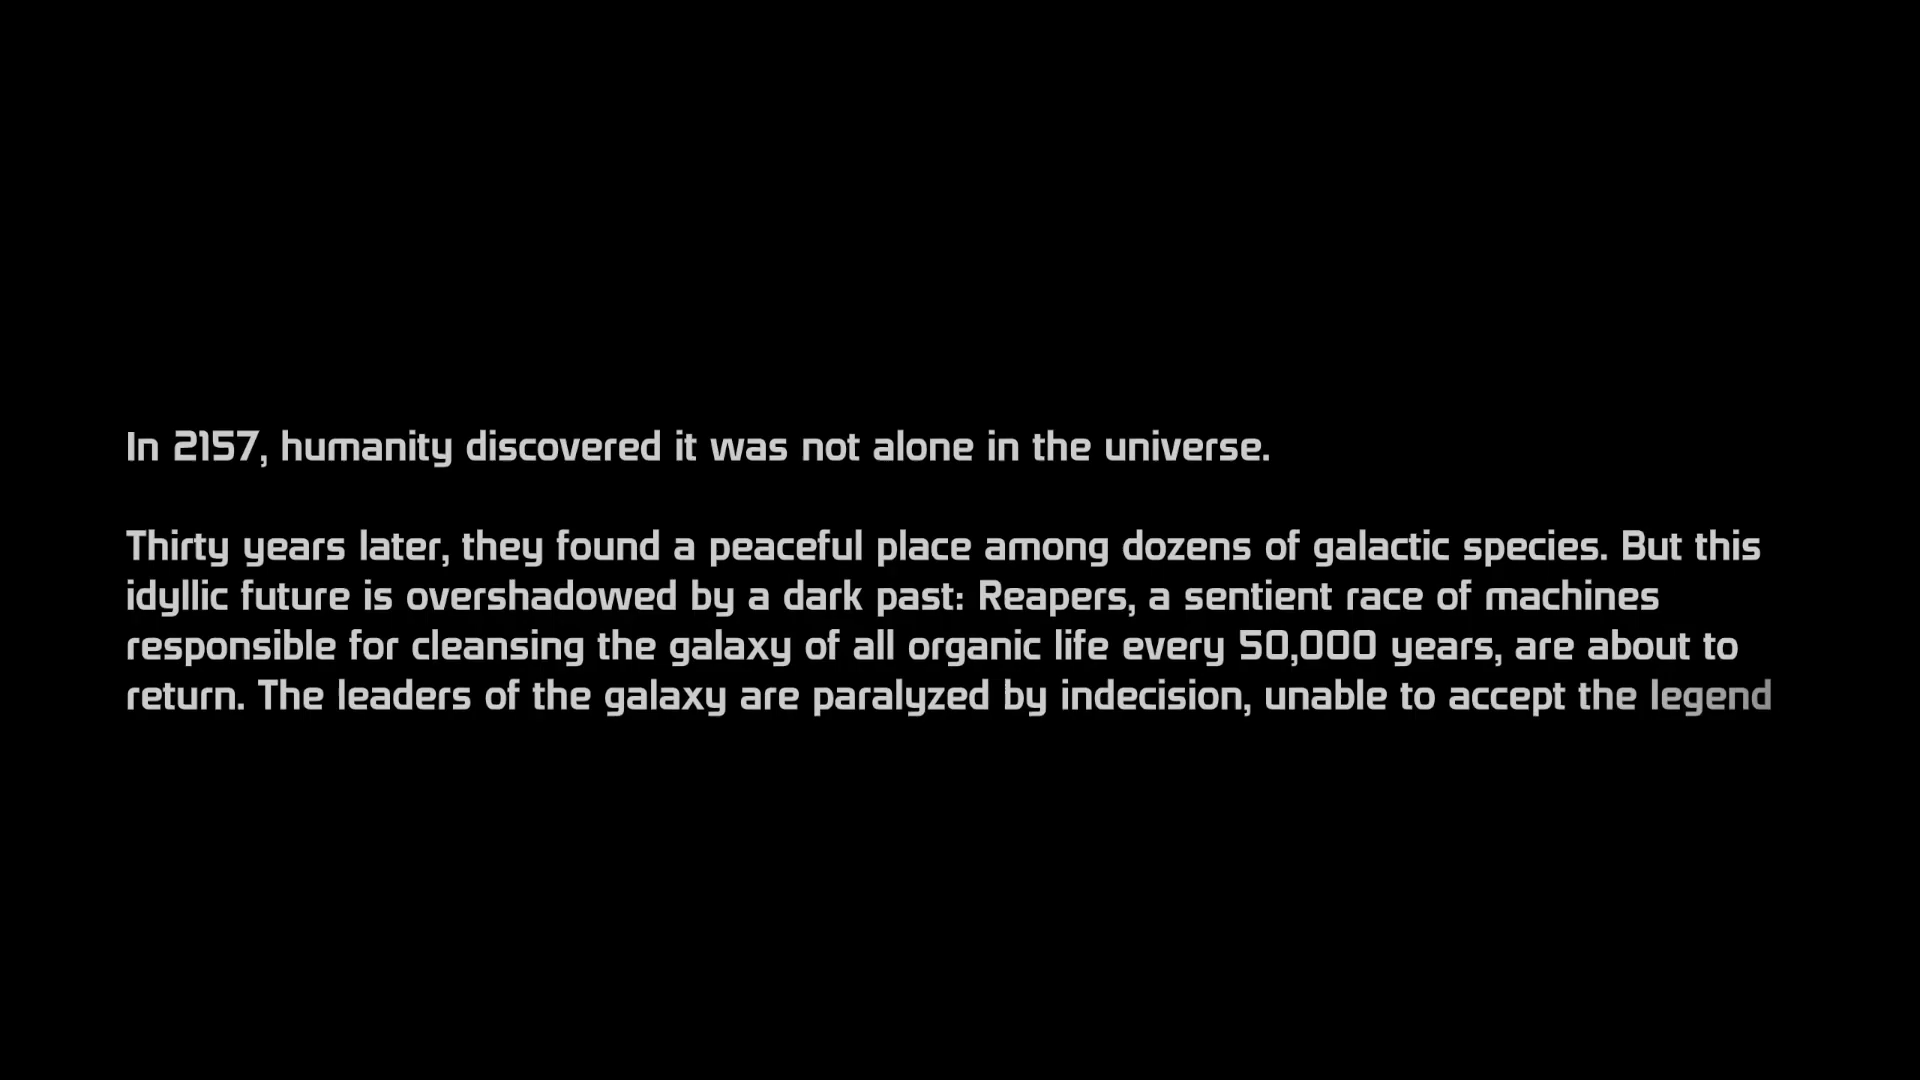 In 2157, humanity discovered it was not alone in the universe.
Thirty years later, they found a peaceful place among dozens of galactic species. But this
idyllic future is overshadowed by a dark past: Reapers, a sentient race of machines
responsible for cleansing the galaxy of all organic life every 50,000 years, are about to
return. The leaders of the galaxy are paralyzed by indecision, unable to accept the legend